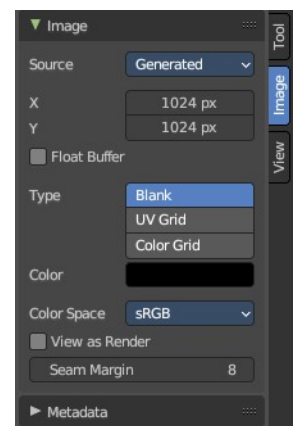 Image
Source Generated
X 1024 px
Y 1024 px
Float Buffer
Type Blank
UV Grid
Color Grid
Color
Color Space sRGB
View as Render
Seam Margin 8
Metadata
Tool
Image
View